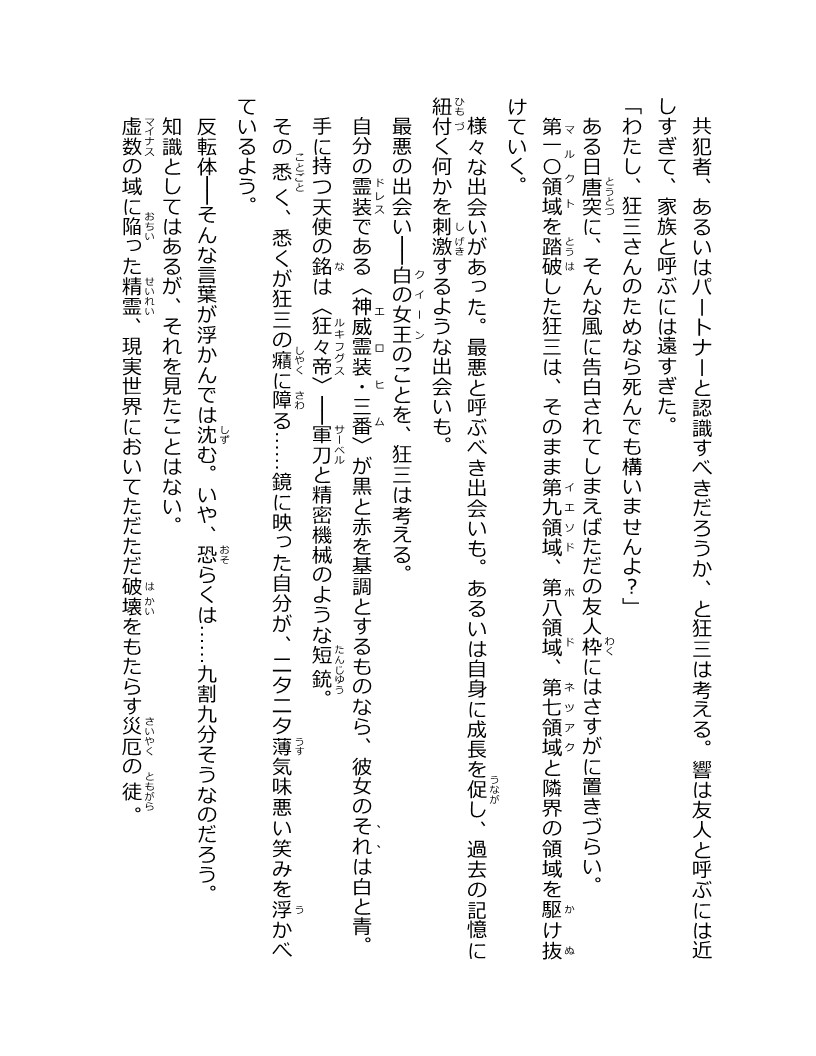 共犯者、あるいはパートナーと認識すべきだろうか、と狂三は考える。響は友人と呼ぶには近
しすぎて、家族と呼ぶには遠すぎた。
「わたし、狂三さんのためなら死んでも構いませんよ？」
ある日唐突に、そんな風に告白されてしまえばただの友人枠にはさすがに置きづらい。
第一〇領域を踏破した狂三は、そのまま第九領域、第八領域、第七領域と隣界の領域を駆け抜
けていく。
様々な出会いがあった。最悪と呼ぶべき出会いも。あるいは自身に成長を促し、過去の記憶に
紐付く何かを刺激するような出会いも。
最悪の出会い――白の女王のことを、狂三は考える。
自分の霊装である〈神威霊装・三番〉が黒と赤を基調とするものなら、彼女のそれは白と青。
手に持つ天使の銘は〈狂々帝〉――軍刀と精密機械のような短銃。
その悉く、悉くが狂三の癪に障る……鏡に映った自分が、ニタニタ薄気味悪い笑みを浮かべ
ているよう。
反転体――そんな言葉が浮かんでは沈む。いや、恐らくは……九割九分そうなのだろう。
知識としてはあるが、それを見たことはない。
虚数の域に陥った精霊、現実世界においてただただ破壊をもたらす災厄の徒。